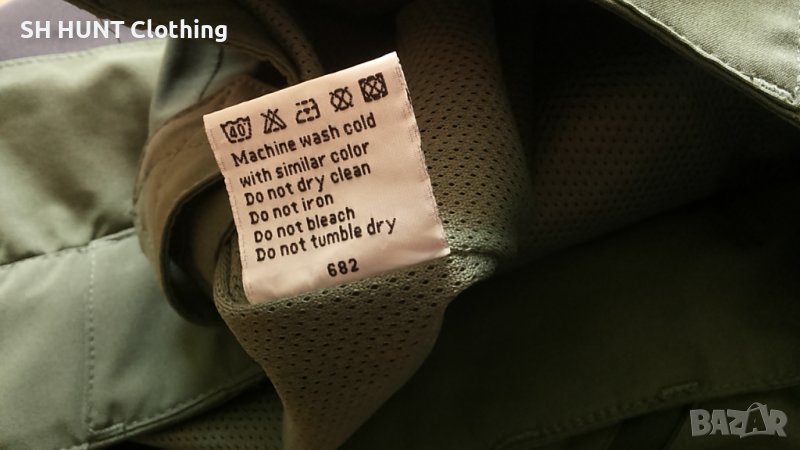 SH HUNT Clothing
40
Machine wash cold
with similar color
Do not dry clean
Do not iron
Do not bleach
Do not tumble dry
682
BAZAR